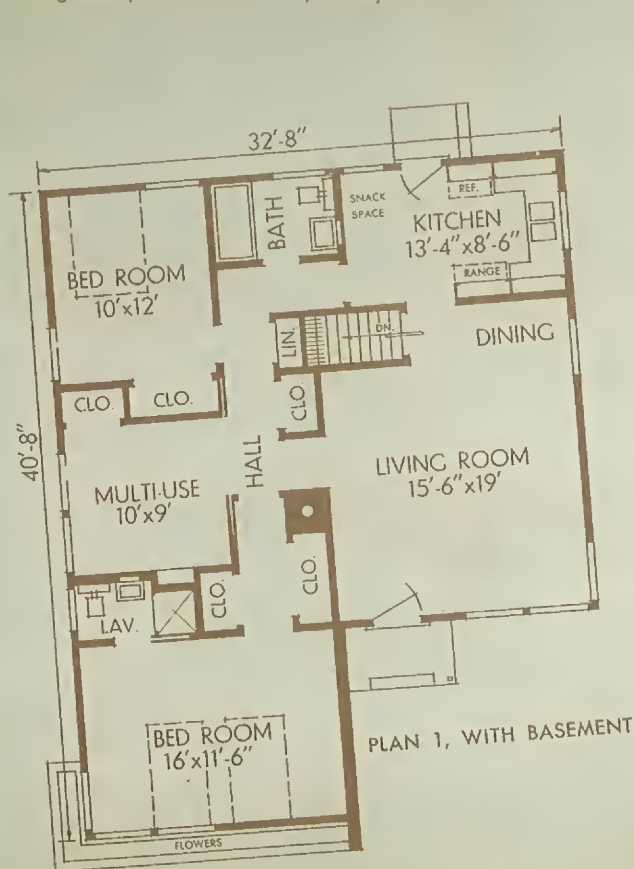 32'-8"
40'-8"
BED ROOM
10'x12'
BATH
SNACK
SPACE
REF.
KITCHEN
13'-4"x8'-6"
RANGE
LIN.
DN.
DINING
CLO.
CLO.
CLO.
HALL
MULTI-USE
10'x9'
LIVING ROOM
15'-6"x19'
CLO.
CLO.
LAV.
BED ROOM
16'x11'-6"
FLOWERS
PLAN 1, WITH BASEMENT